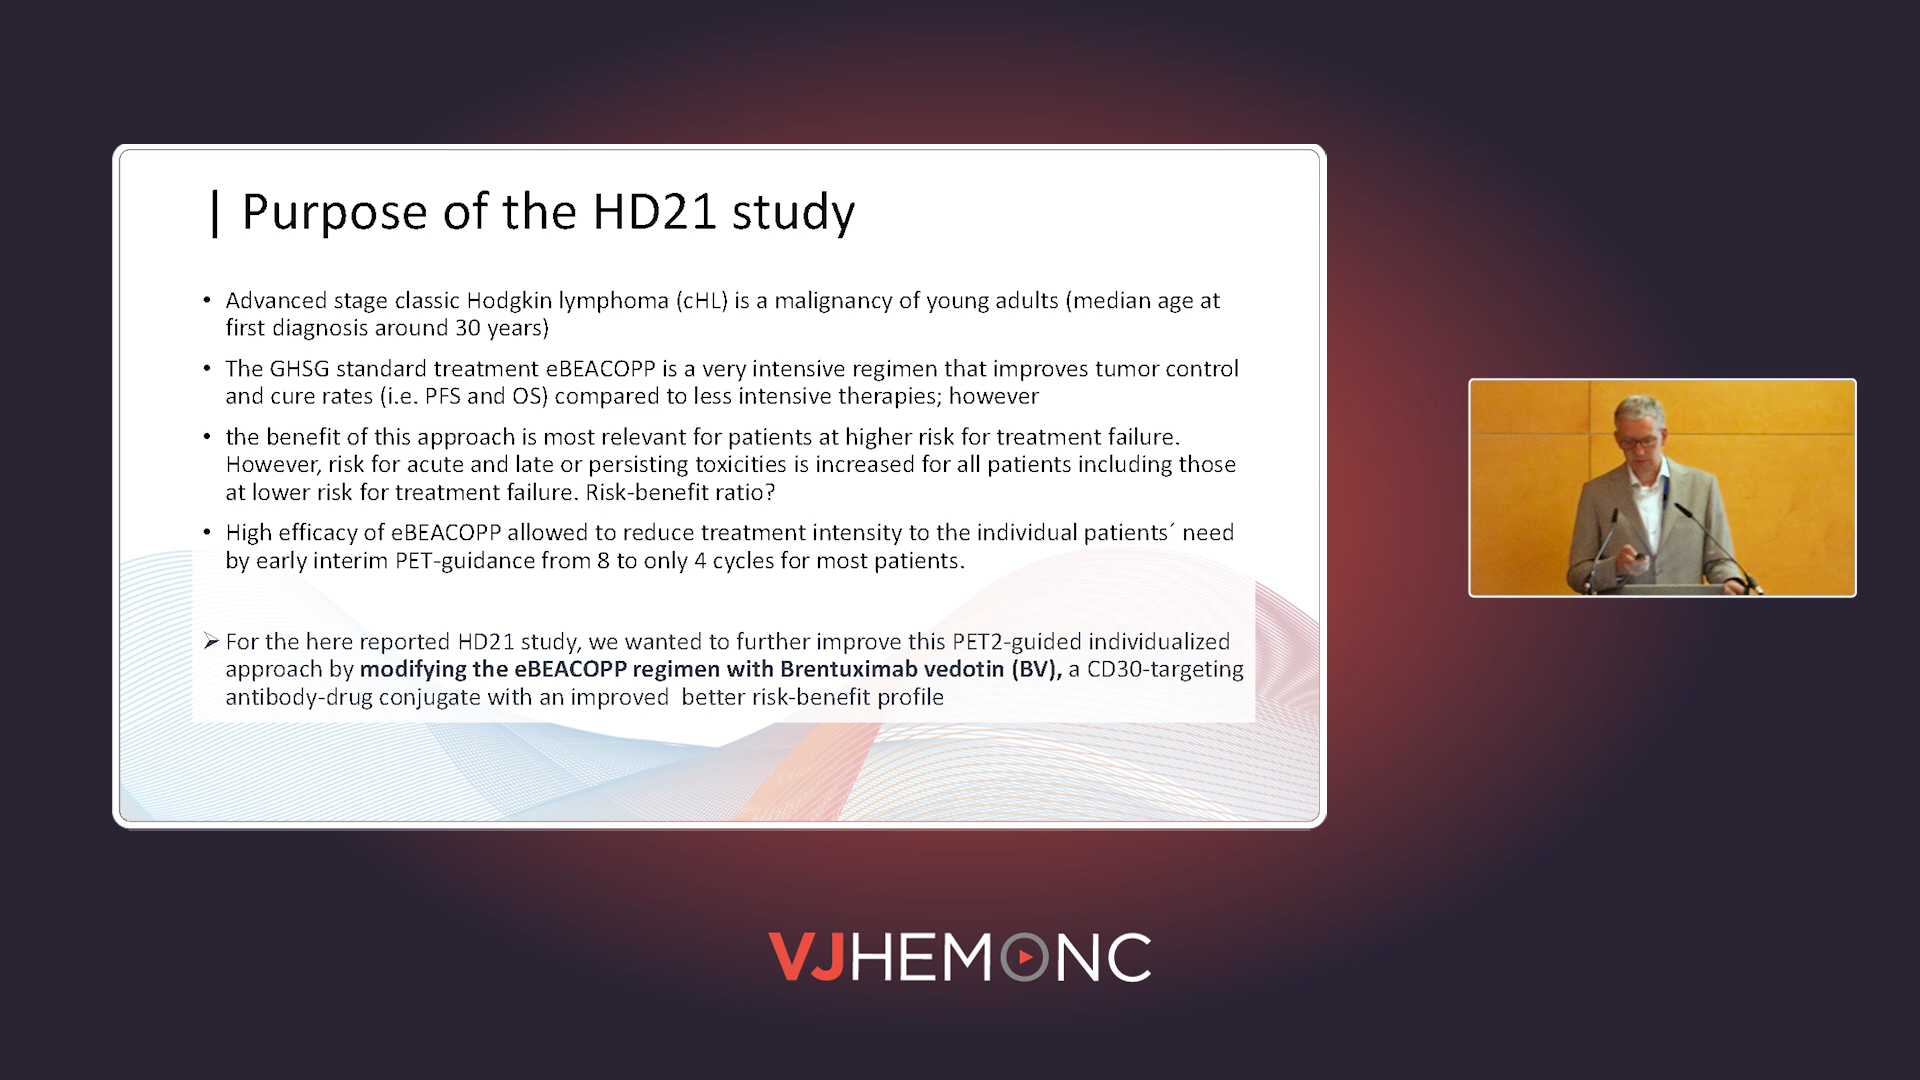 | Purpose of the HD21 study
• Advanced stage classic Hodgkin lymphoma (cHL) is a malignancy of young adults (median age at
first diagnosis around 30 years)
• The GHSG standard treatment eBEACOPP is a very intensive regimen that improves tumor control
and cure rates (i.e. PFS and OS) compared to less intensive therapies; however
• the benefit of this approach is most relevant for patients at higher risk for treatment failure.
However, risk for acute and late or persisting toxicities is increased for all patients including those
at lower risk for treatment failure. Risk-benefit ratio?
• High efficacy of eBEACOPP allowed to reduce treatment intensity to the individual patients´ need
by early interim PET-guidance from 8 to only 4 cycles for most patients.
➢ For the here reported HD21 study, we wanted to further improve this PET2-guided individualized
approach by modifying the eBEACOPP regimen with Brentuximab vedotin (BV), a CD30-targeting
antibody-drug conjugate with an improved  better risk-benefit profile
VJHEMONC